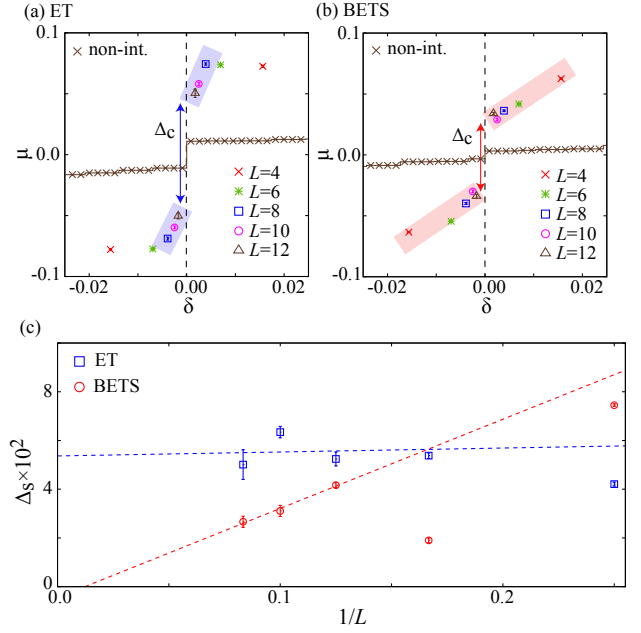 (a) ET
(b) BETS
0.1
0.0
-0.1
μ
× non-int.
Δc
L=4
L=6
L=8
L=10
L=12
-0.02
0.00
0.02
δ
0.1
0.0
-0.1
μ
× non-int.
Δc
L=4
L=6
L=8
L=10
L=12
-0.02
0.00
0.02
δ
(c)
ET
BETS
8
4
0
Δs×10²
0.0
0.1
0.2
1/L